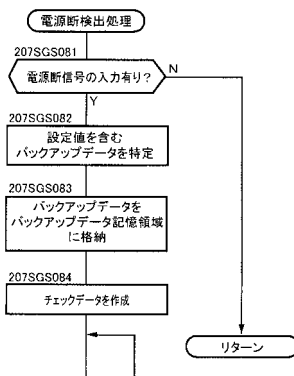 電源断検出処理
207SGS081
電源断信号の入力有り?
N
Y
207SGS082
設定値を含む
バックアップデータを特定
207SGS083
バックアップデータを
バックアップデータ記憶領域
に格納
207SGS084
チェックデータを作成
リターン